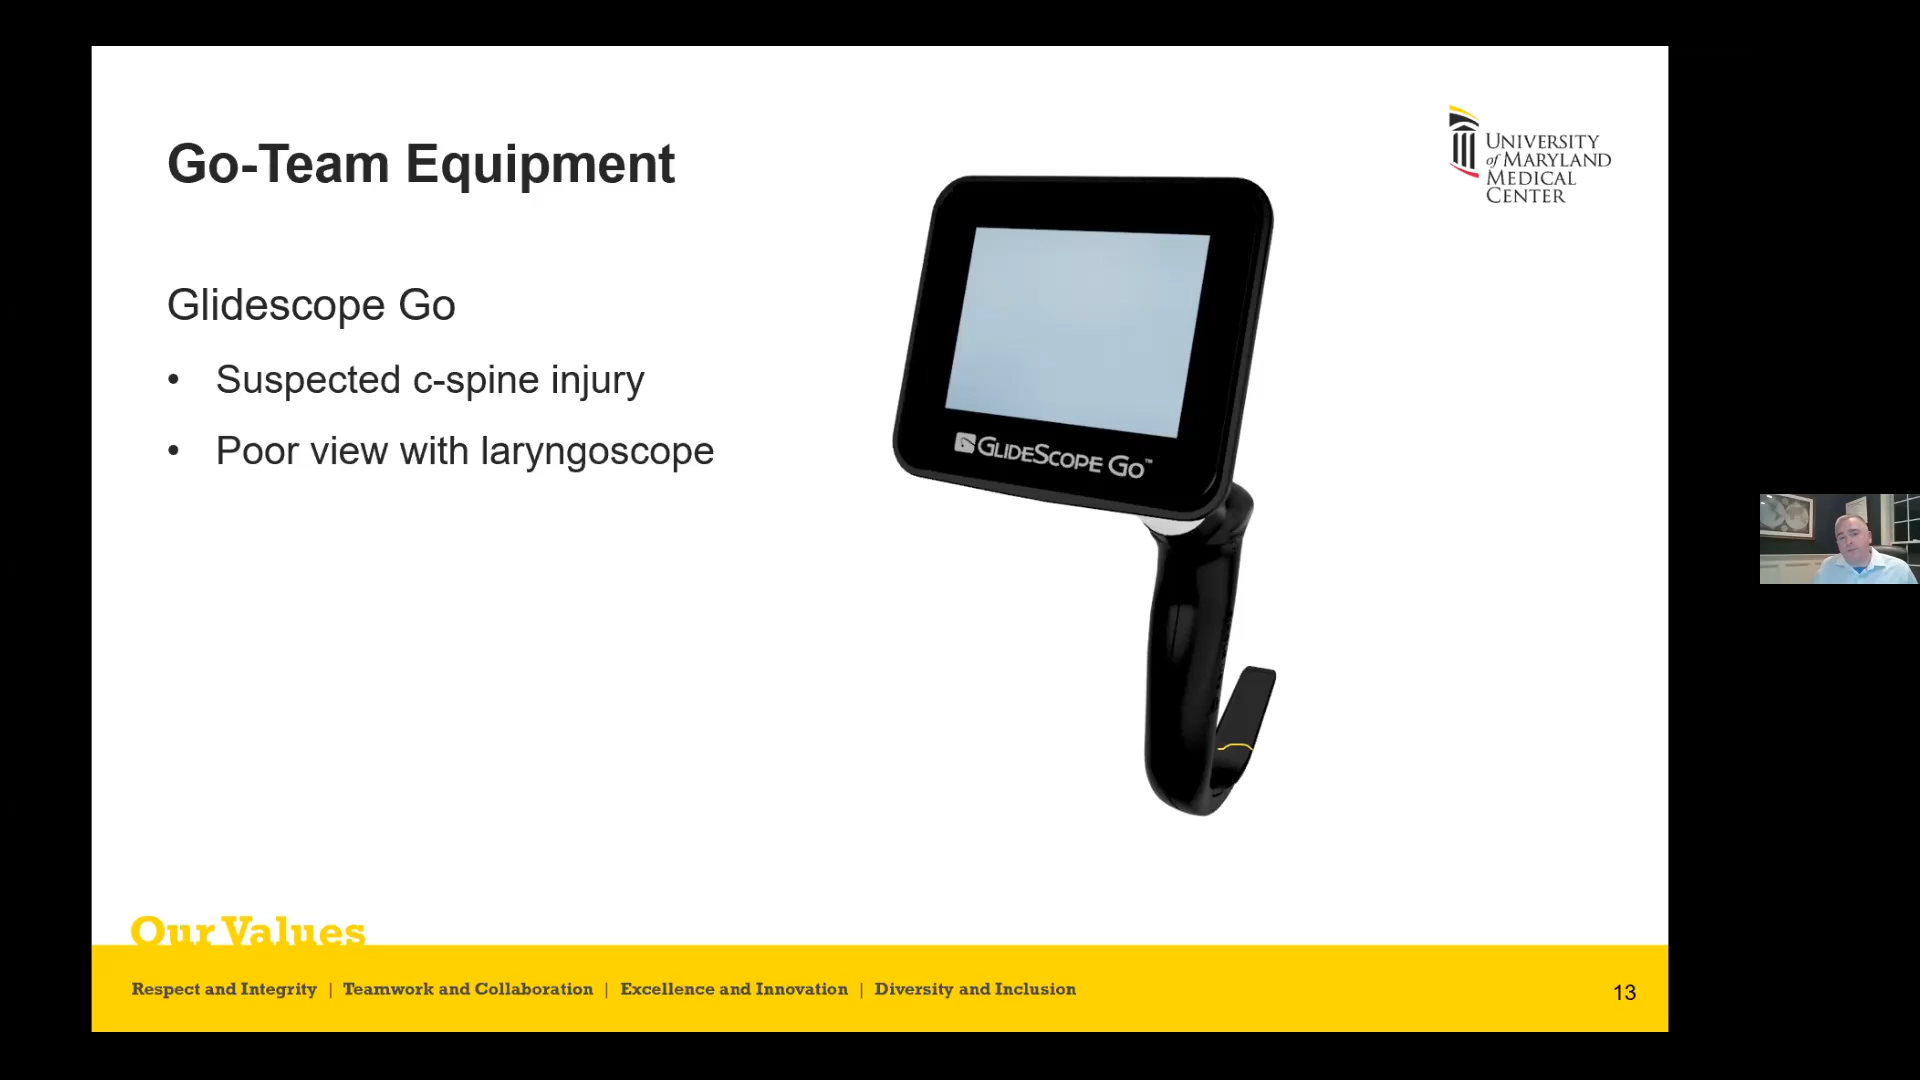 Go-Team Equipment
UNIVERSITY
of MARYLAND
MEDICAL
CENTER
Glidescope Go
• Suspected c-spine injury
• Poor view with laryngoscope
GLIDESCOPE GO™
Our Values
Respect and Integrity | Teamwork and Collaboration | Excellence and Innovation | Diversity and Inclusion
13